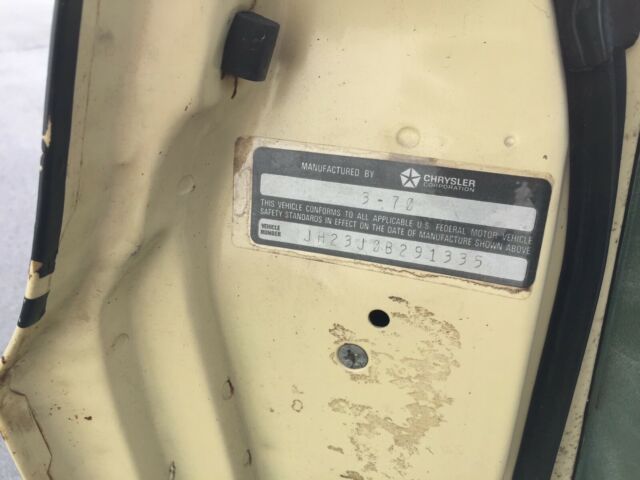 MANUFACTURED BY CHRYSLER CORPORATION
3-70
THIS VEHICLE CONFORMS TO ALL APPLICABLE U.S. FEDERAL MOTOR VEHICLE
SAFETY STANDARDS IN EFFECT ON THE DATE OF MANUFACTURE SHOWN ABOVE
VEHICLE NUMBER JH23J0B291335